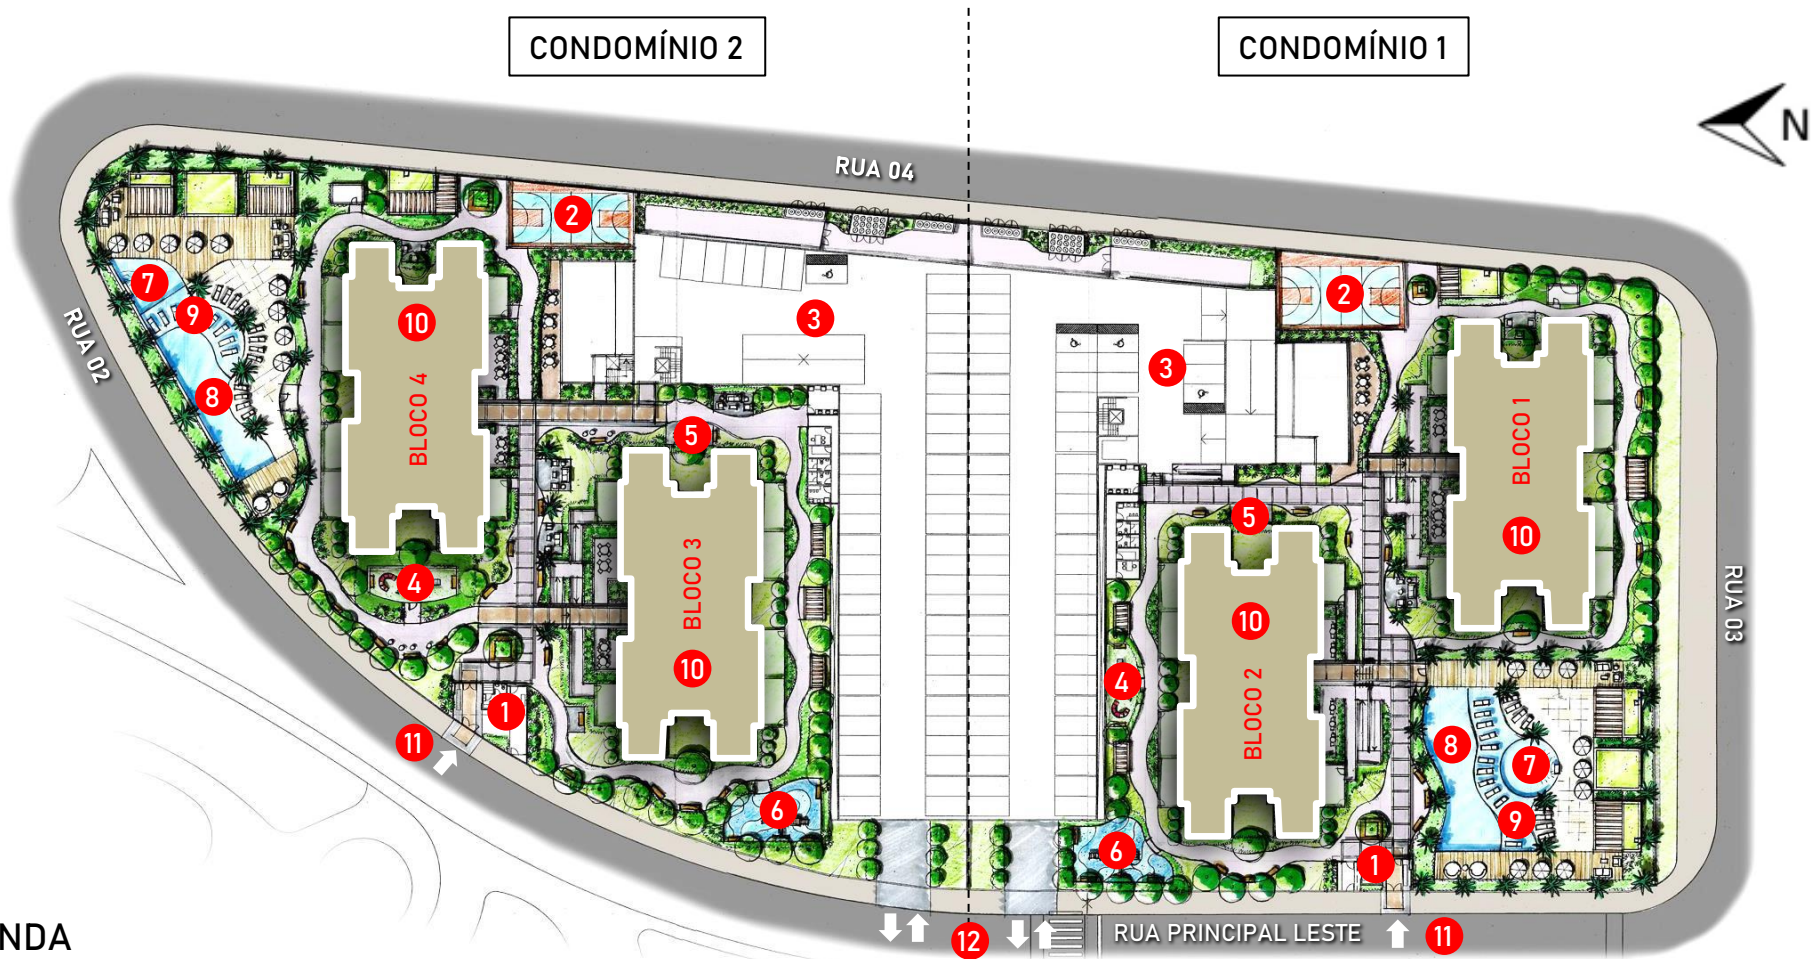 CONDOMÍNIO 2
CONDOMÍNIO 1
N
RUA 04
2
2
7
9
10
3
3
8
RUA 02
BLOCO 4
5
BLOCO 1
5
10
4
BLOCO 3
10
RUA 03
10
4
BLOCO 2
1
11
8
7
9
6
6
1
12
RUA PRINCIPAL LESTE
11
NDA